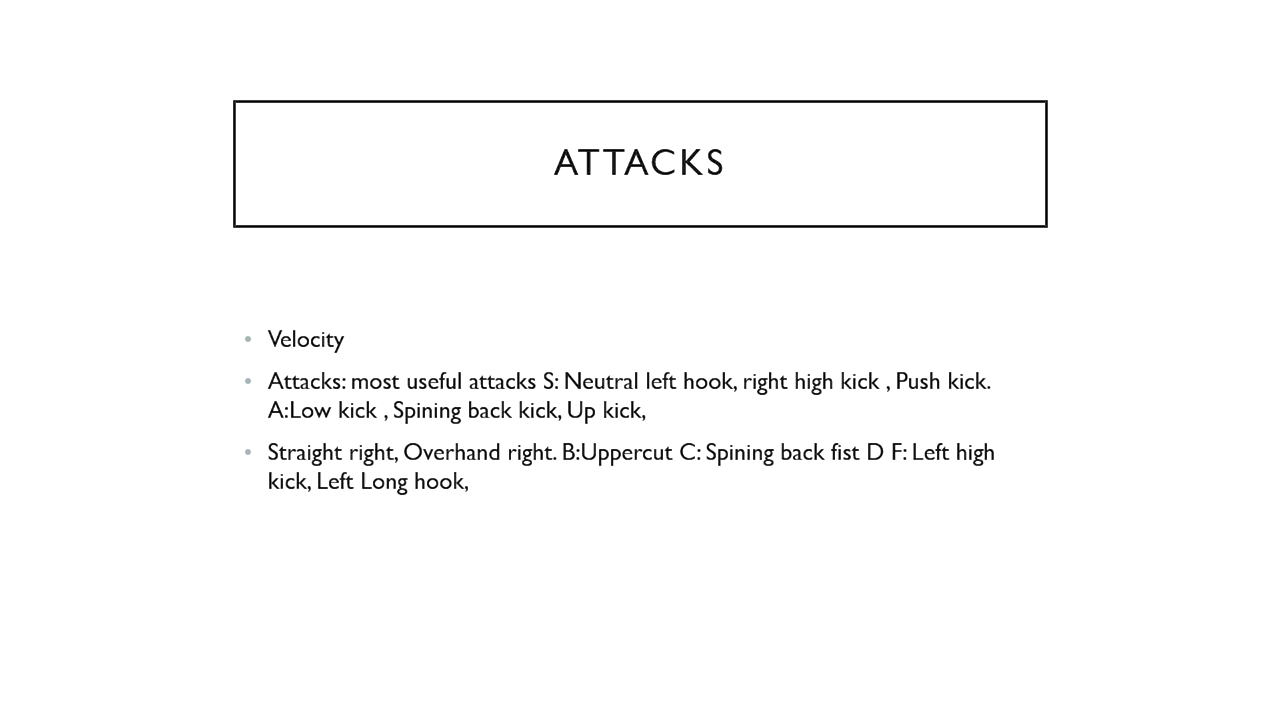 ATTACKS
• Velocity
• Attacks: most useful attacks S: Neutral left hook, right high kick , Push kick.
A:Low kick , Spining back kick, Up kick,
• Straight right, Overhand right. B:Uppercut C: Spining back fist D F: Left high
kick, Left Long hook,